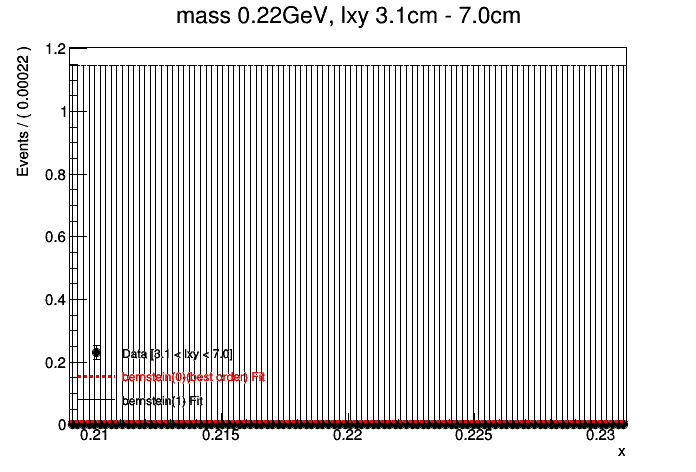 mass 0.22GeV, lxy 3.1cm - 7.0cm
Events / ( 0.00022 )
1.2
1
0.8
0.6
0.4
0.2
0
Data [3.1 < lxy < 7.0]
bernstein(0)(best order) Fit
bernstein(1) Fit
0.21 0.215 0.22 0.225 0.23
x